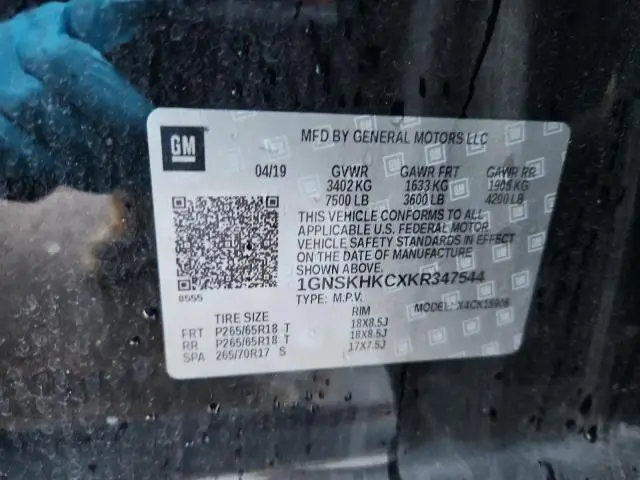 GM
MFD BY GENERAL MOTORS LLC
04/19 GVWR GAWR FRT GAWR RR
3402 KG 1633 KG 1905 KG
7500 LB 3600 LB 4200 LB
THIS VEHICLE CONFORMS TO ALL
APPLICABLE U.S. FEDERAL MOTOR
VEHICLE SAFETY STANDARDS IN EFFECT
ON THE DATE OF MANUFACTURE
SHOWN ABOVE.
1GNSKHKCXKR347544
8555
TYPE: M.P.V. MODEL: X4CK15906
TIRE SIZE RIM
FRT P265/65R18 T 18X8.5J
RR P265/65R18 T 18X8.5J
SPA 265/70R17 S 17X7.5J